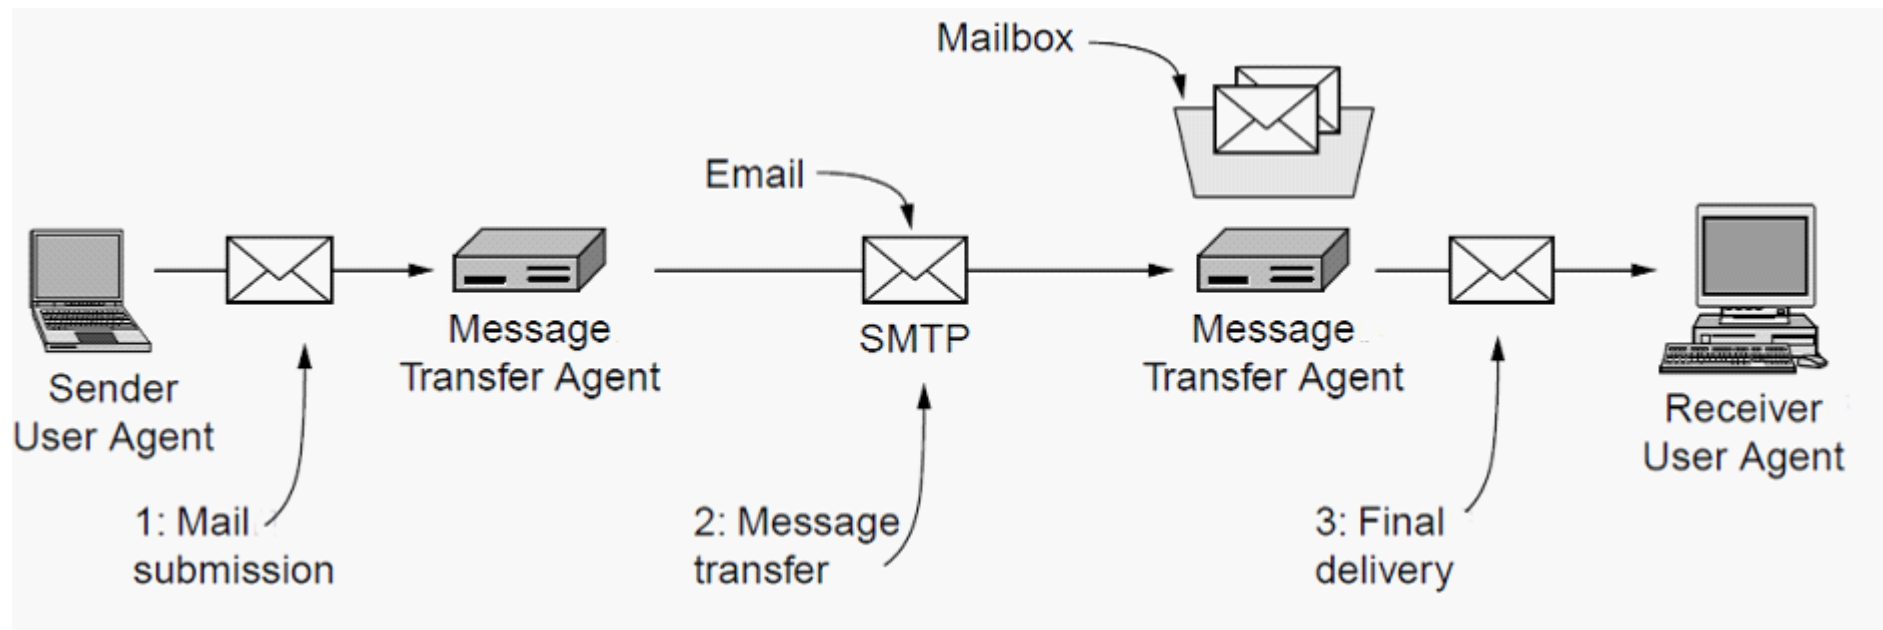 Mailbox
Email
SMTP
Message
Transfer Agent
Message
Transfer Agent
Sender
User Agent
Receiver
User Agent
1: Mail
submission
2: Message
transfer
3: Final
delivery